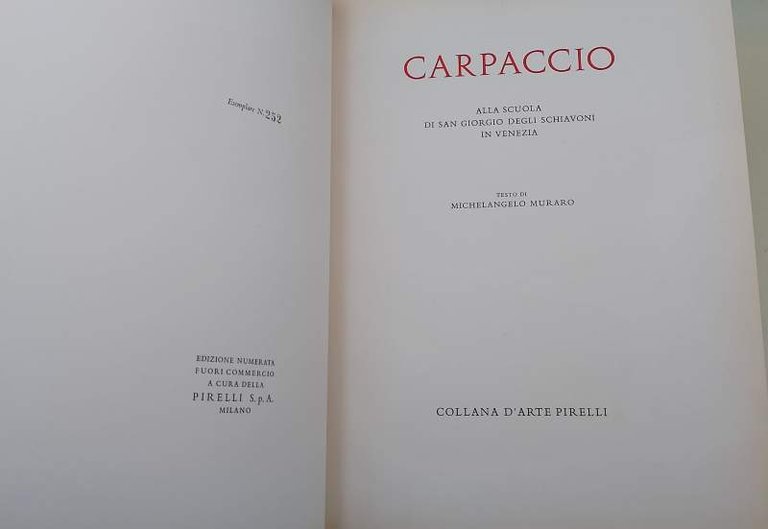 Esemplare N. 252
EDIZIONE NUMERATA
FUORI COMMERCIO
A CURA DELLA
PIRELLI S.p.A.
MILANO
CARPACCIO
ALLA SCUOLA
DI SAN GIORGIO DEGLI SCHIAVONI
IN VENEZIA
TESTO DI
MICHELANGELO MURARO
COLLANA D'ARTE PIRELLI